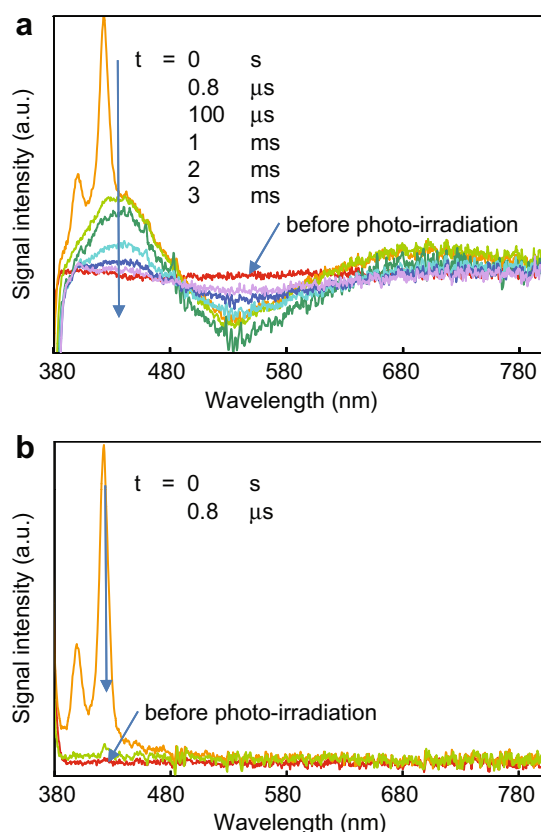 a
Signal intensity (a.u.)
t = 0 s
0.8 μs
100 μs
1 ms
2 ms
3 ms
before photo-irradiation
380 480 580 680 780
Wavelength (nm)
b
Signal intensity (a.u.)
t = 0 s
0.8 μs
before photo-irradiation
380 480 580 680 780
Wavelength (nm)